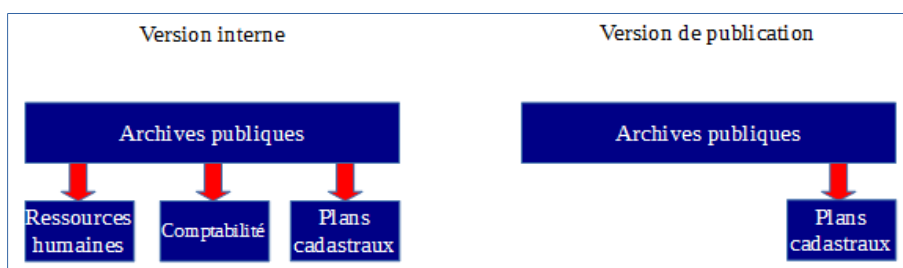 Version interne
Version de publication
Archives publiques
Archives publiques
Ressources
humaines
Comptabilité
Plans
cadastraux
Plans
cadastraux